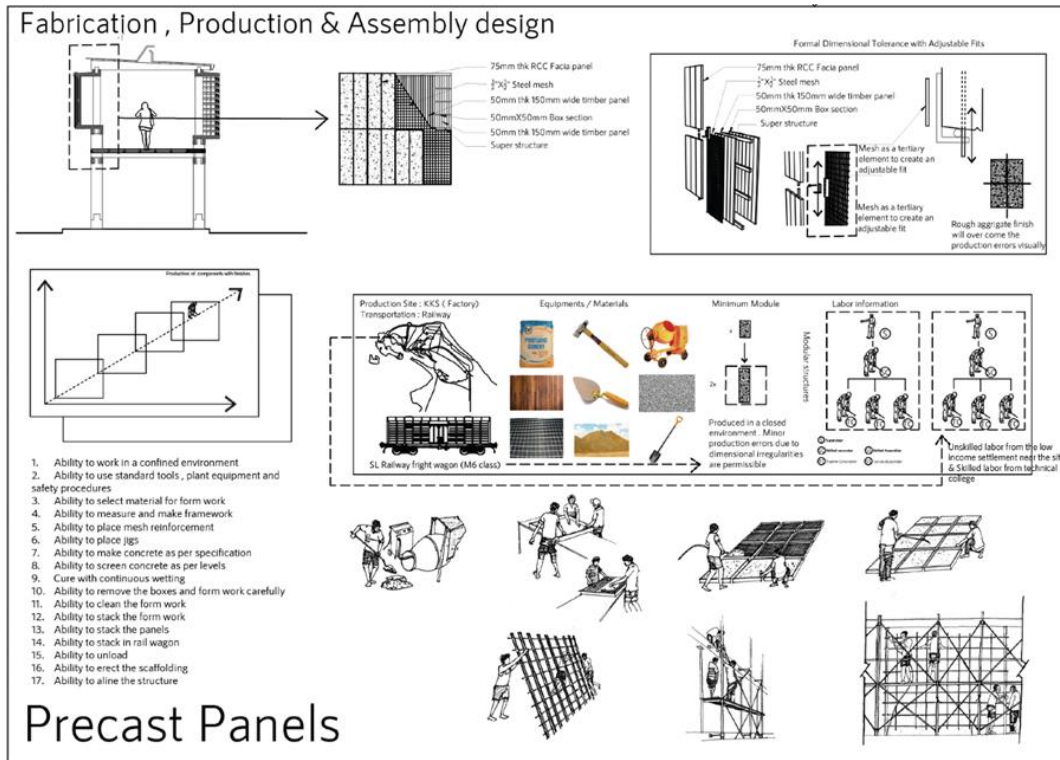 Fabrication , Production & Assembly design
75mm thk RCC Facia panel
50mm thk 150mm wide timber panel
50mmX50mm Box section
50mm thk 150mm wide timber panel
Super structure
Formal Dimensional Tolerance with Adjustable Fits
75mm thk RCC Facia panel
50mm thk 150mm wide timber panel
50mmX50mm Box section
Super structure
Mesh as a tertiary
element to create an
adjustable fit
Mesh as a tertiary
element to create an
adjustable fit
Rough aggrigate finish
will over come the
production errors visually
Production of components with finishes
Production Site : KKS ( Factory)
Transportation : Railway
Equipments / Materials
Minimum Module
Labor information
PORTLAND
CEMENT
2x
Modular structures
Produced in a closed
environment . Minor
production errors due to
dimensional irregularities
are permissible
SL Railway fright wagon (M6 class)
Unskilled labor from the low
income settlement near the sit
& Skilled labor from technical
college
1. Ability to work in a confined environment
2. Ability to use standard tools , plant equipment and
safety procedures
3. Ability to select material for form work
4. Ability to measure and make framework
5. Ability to place mesh reinforcement
6. Ability to place jigs
7. Ability to make concrete as per specification
8. Ability to screen concrete as per levels
9. Cure with continuous wetting
10. Ability to remove the boxes and form work carefully
11. Ability to clean the form work
12. Ability to stack the form work
13. Ability to stack the panels
14. Ability to stack in rail wagon
15. Ability to unload
16. Ability to erect the scaffolding
17. Ability to aline the structure
Precast Panels